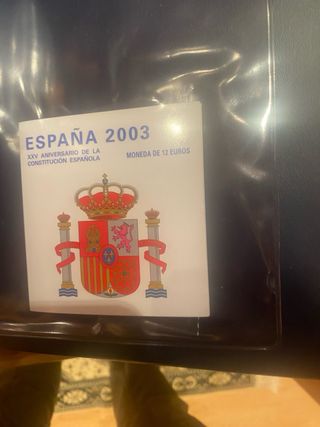 ESPAÑA 2003
XXV ANIVERSARIO DE LA
CONSTITUCIÓN ESPAÑOLA
MONEDA DE 12 EUROS